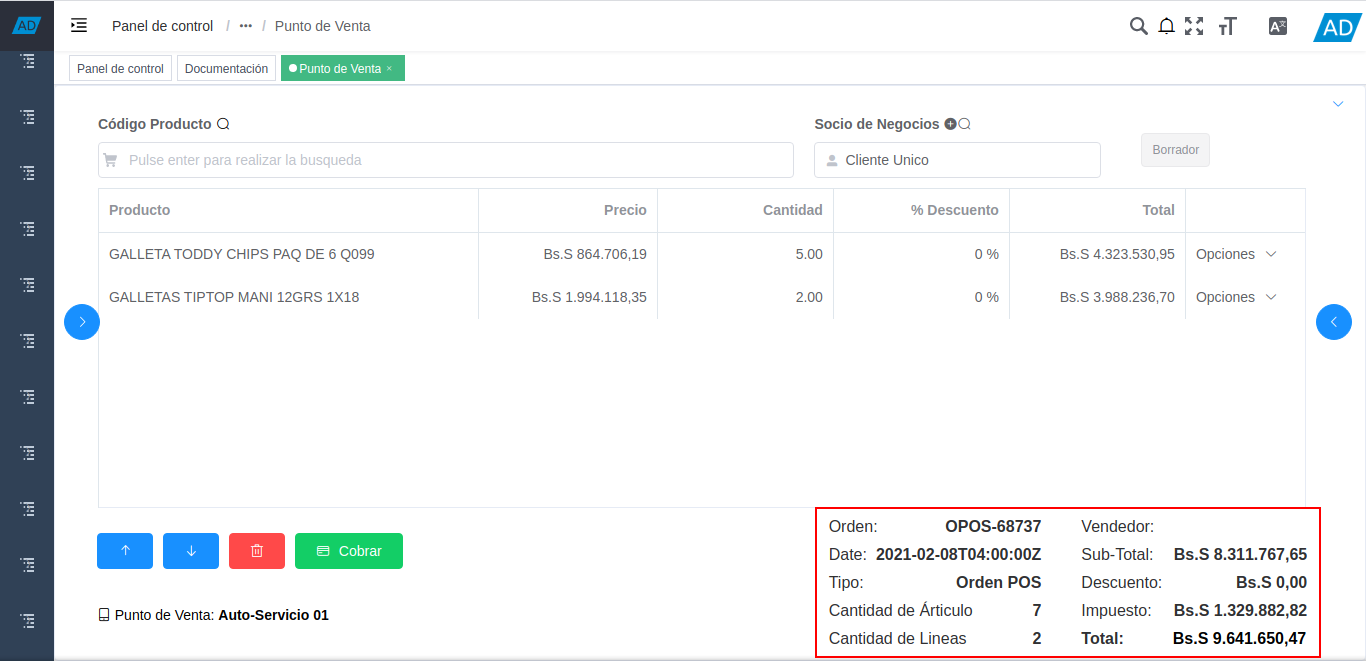 AD
Panel de control / ··· / Punto de Venta
AD
Panel de control
Documentación
Punto de Venta ×
Código Producto
Socio de Negocios
Pulse enter para realizar la busqueda
Cliente Unico
Borrador
Producto Precio Cantidad % Descuento Total
GALLETA TODDY CHIPS PAQ DE 6 Q099 Bs.S 864.706,19 5.00 0 % Bs.S 4.323.530,95 Opciones
GALLETAS TIPTOP MANI 12GRS 1X18 Bs.S 1.994.118,35 2.00 0 % Bs.S 3.988.236,70 Opciones
Cobrar
Punto de Venta: Auto-Servicio 01
Orden: OPOS-68737 Vendedor:
Date: 2021-02-08T04:00:00Z Sub-Total: Bs.S 8.311.767,65
Tipo: Orden POS Descuento: Bs.S 0,00
Cantidad de Árticulo 7 Impuesto: Bs.S 1.329.882,82
Cantidad de Lineas 2 Total: Bs.S 9.641.650,47